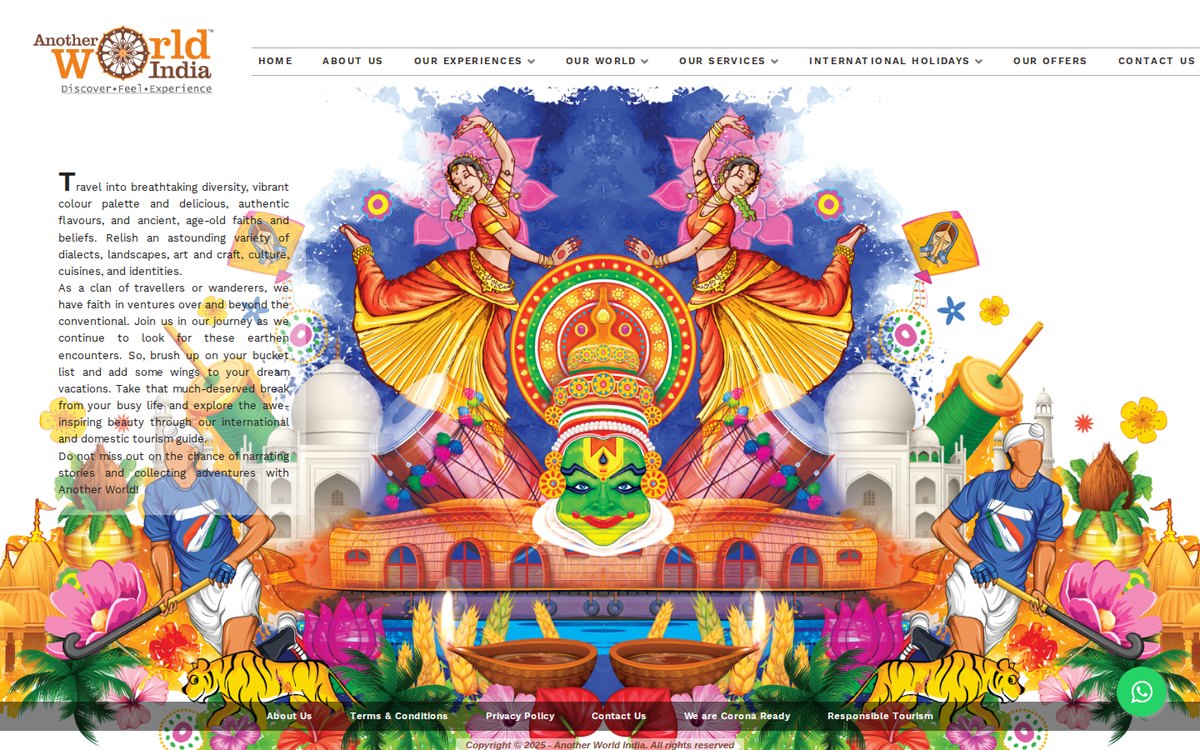 Another World India™
Discover•Feel•Experience
HOME ABOUT US OUR EXPERIENCES OUR WORLD OUR SERVICES INTERNATIONAL HOLIDAYS OUR OFFERS CONTACT US
Travel into breathtaking diversity, vibrant
colour palette and delicious, authentic
flavours, and ancient, age-old faiths and
beliefs. Relish an astounding variety of
dialects, landscapes, art and craft, culture,
cuisines, and identities.
As a clan of travellers or wanderers, we
have faith in ventures over and beyond the
conventional. Join us in our journey as we
continue to look for these earthen
encounters. So, brush up on your bucket
list and add some wings to your dream
vacations. Take that much-deserved break
from your busy life and explore the awe-
inspiring beauty through our international
and domestic tourism guide.
Do not miss out on the chance of narrating
stories and collecting adventures with
Another World!
About Us Terms & Conditions Privacy Policy Contact Us We are Corona Ready Responsible Tourism
Copyright © 2025 - Another World India. All rights reserved